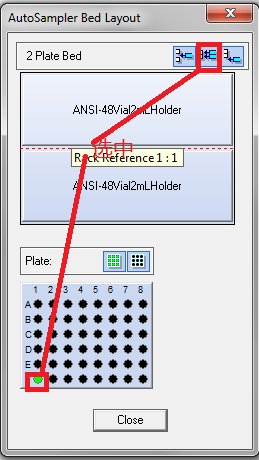 AutoSampler Bed Layout
2 Plate Bed
ANSI-48Vial2mLHolder
选中
Rack Reference 1 : 1
ANSI-48Vial2mLHolder
Plate:
1 2 3 4 5 6 7 8
A
B
C
D
E
Close